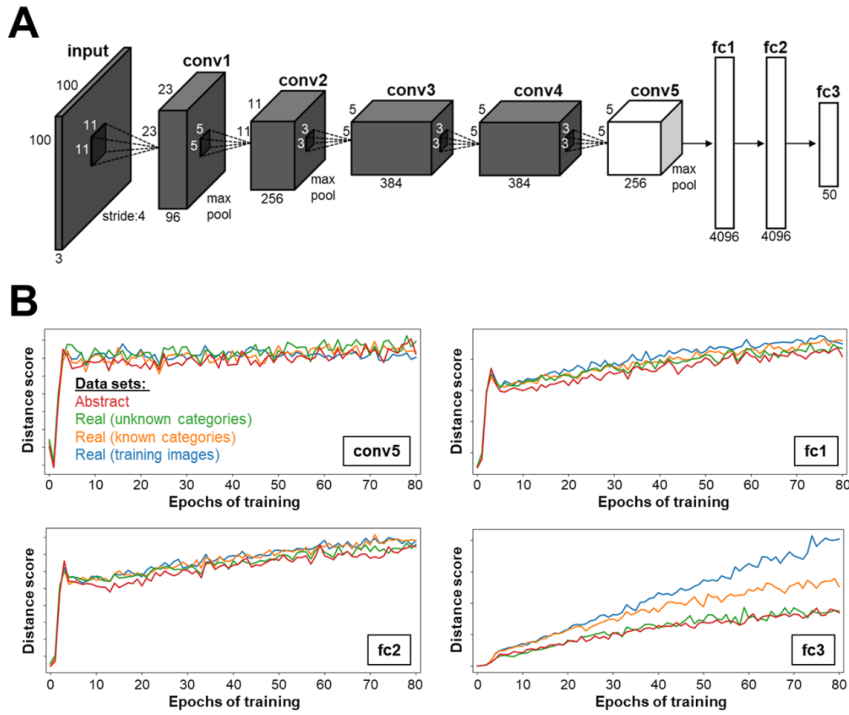 A
input
conv1
conv2
conv3
conv4
conv5
fc1
fc2
fc3
100
100
11
11
stride:4
3
23
23
5
5
96
max
pool
11
11
3
3
256
max
pool
5
5
3
3
384
5
5
3
3
384
5
5
256
max
pool
4096
4096
50
B
Distance score
Data sets:
Abstract
Real (unknown categories)
Real (known categories)
Real (training images)
conv5
0 10 20 30 40 50 60 70 80
Epochs of training
Distance score
fc1
0 10 20 30 40 50 60 70 80
Epochs of training
Distance score
fc2
0 10 20 30 40 50 60 70 80
Epochs of training
Distance score
fc3
0 10 20 30 40 50 60 70 80
Epochs of training